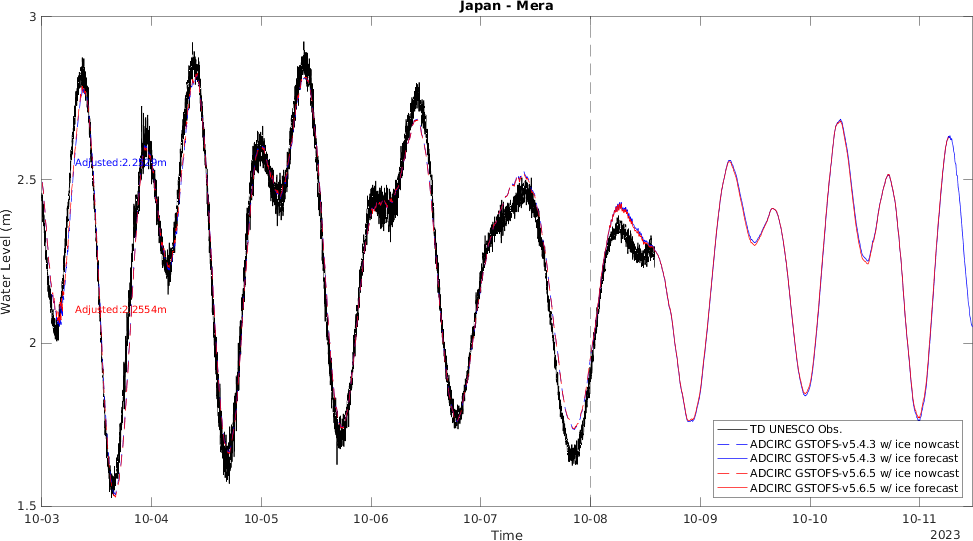 Japan - Mera
3
2.5
2
1.5
Water Level (m)
Adjusted:2.2
Adjusted:2.2554m
10-03
10-04
10-05
10-06
10-07
10-08
10-09
10-10
10-11
Time
2023
TD UNESCO Obs.
ADCIRC GSTOFS-v5.4.3 w/ ice nowcast
ADCIRC GSTOFS-v5.4.3 w/ ice forecast
ADCIRC GSTOFS-v5.6.5 w/ ice nowcast
ADCIRC GSTOFS-v5.6.5 w/ ice forecast